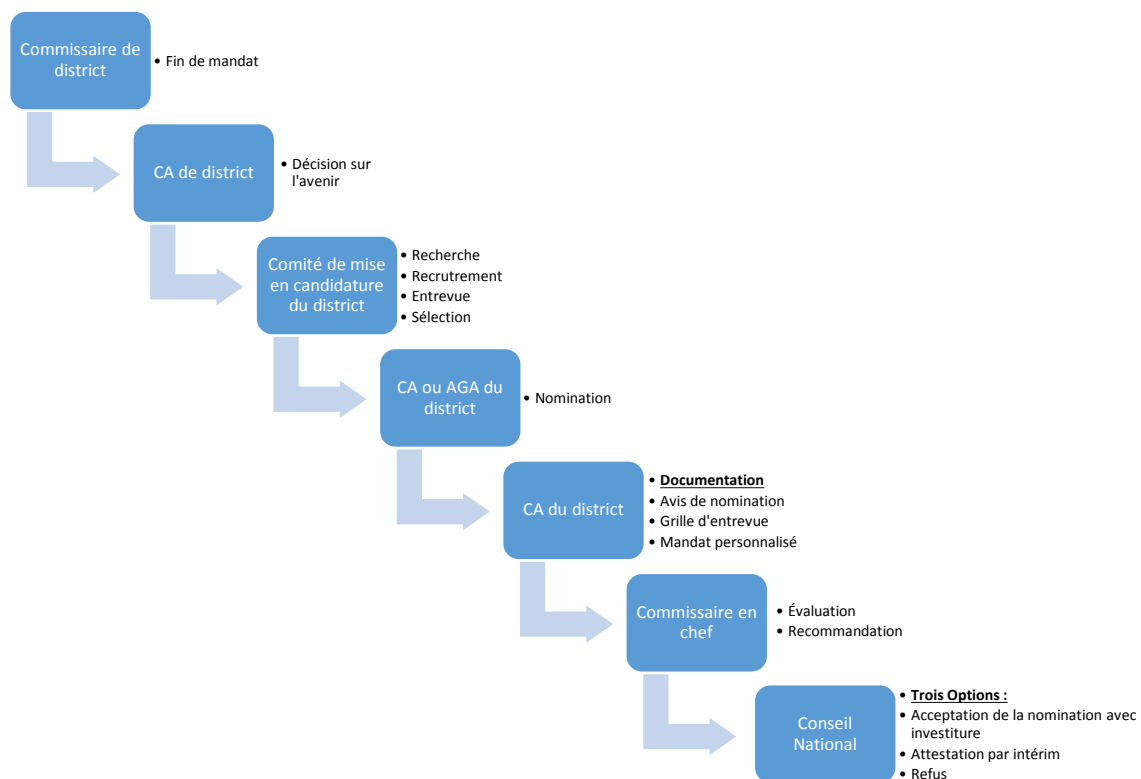 Commissaire de
district
• Fin de mandat
CA de district
• Décision sur
l'avenir
Comité de mise
en candidature
du district
• Recherche
• Recrutrement
• Entrevue
• Sélection
CA ou AGA du
district
• Nomination
CA du district
• Documentation
• Avis de nomination
• Grille d'entrevue
• Mandat personnalisé
Commissaire en
chef
• Évaluation
• Recommandation
Conseil
National
• Trois Options :
• Acceptation de la nomination avec
investiture
• Attestation par intérim
• Refus